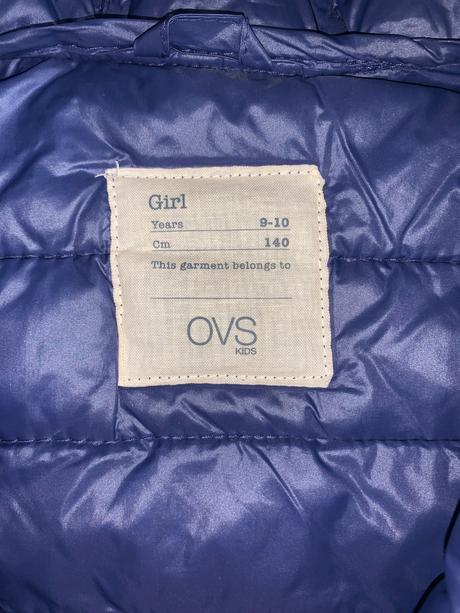 Girl
Years 9-10
Cm 140
This garment belongs to
OVS
KIDS